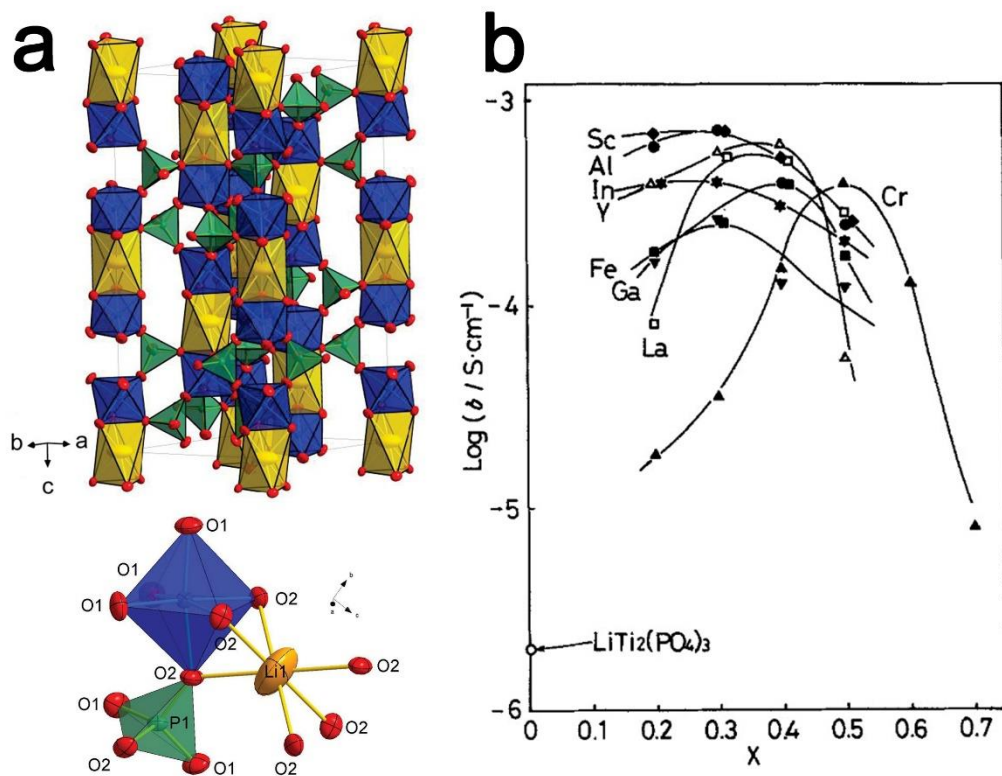 a
b
a
c
O1
O1
O1
O2
O2
O2
Li1
O2
O1
P1
O2
O1
O2
O2
b
a
c
b
-3
-4
-5
-6
Log (σ / S·cm⁻¹)
Sc
Al
In
Y
Fe
Ga
La
Cr
LiTi₂(PO₄)₃
0
0.1
0.2
0.3
0.4
0.5
0.6
0.7
X